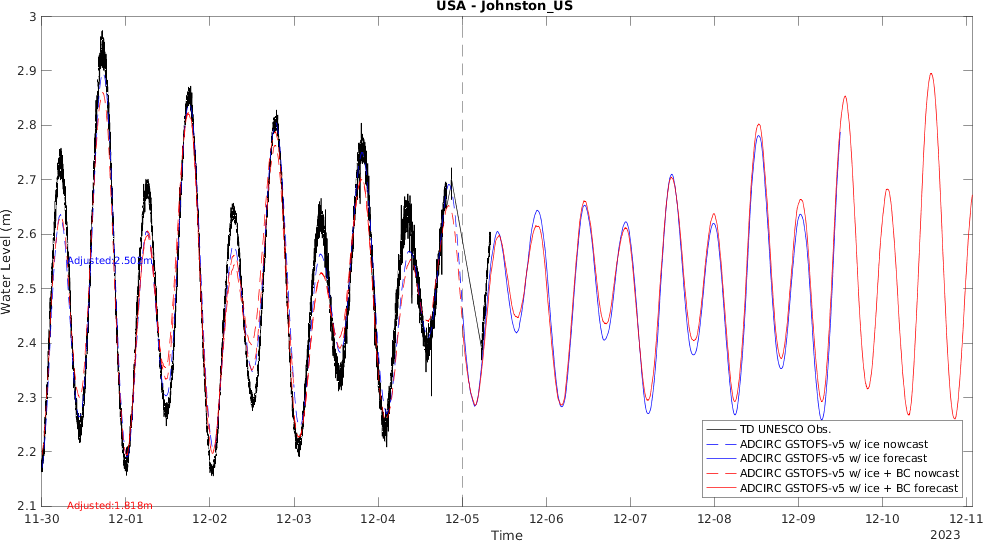 USA - Johnston_US
3
2.9
2.8
2.7
2.6
2.5
2.4
2.3
2.2
2.1
Water Level (m)
Adjusted:2.501m
Adjusted:1.818m
TD UNESCO Obs.
ADCIRC GSTOFS-v5 w/ ice nowcast
ADCIRC GSTOFS-v5 w/ ice forecast
ADCIRC GSTOFS-v5 w/ ice + BC nowcast
ADCIRC GSTOFS-v5 w/ ice + BC forecast
11-30 12-01 12-02 12-03 12-04 12-05 12-06 12-07 12-08 12-09 12-10 12-11
Time
2023